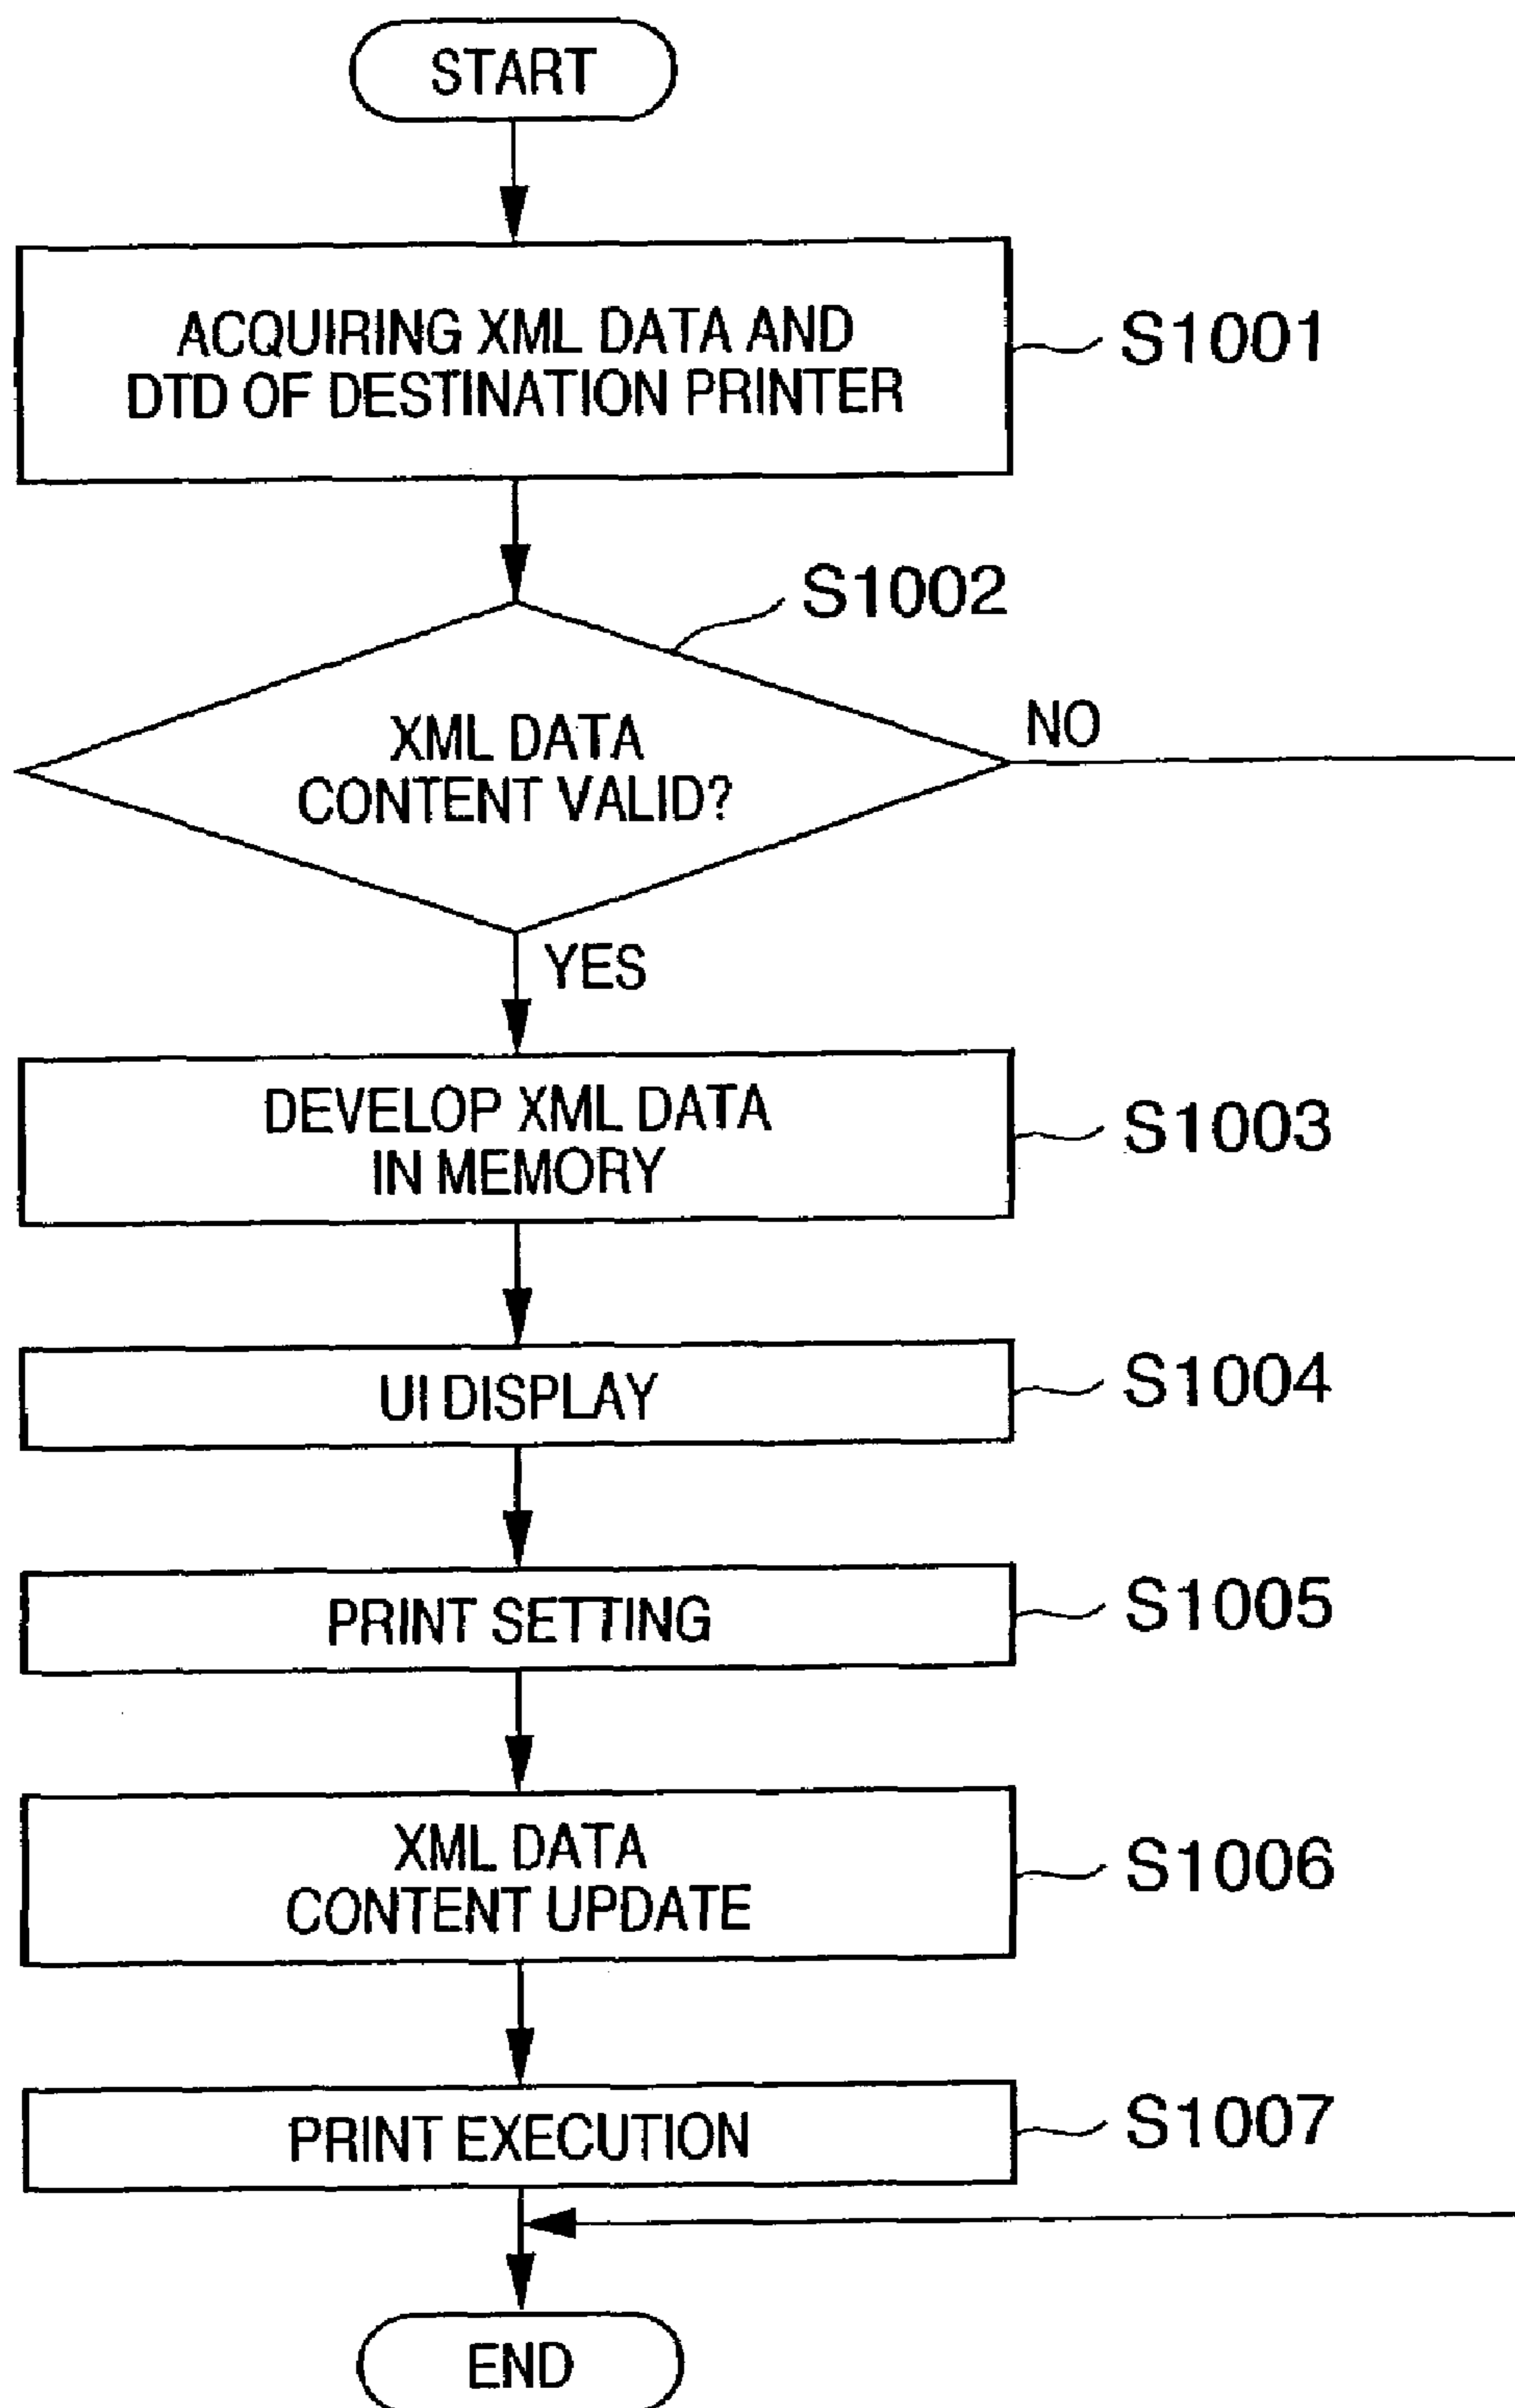 START
ACQUIRING XML DATA AND
DTD OF DESTINATION PRINTER
S1001
S1002
XML DATA
CONTENT VALID?
NO
YES
DEVELOP XML DATA
IN MEMORY
S1003
UI DISPLAY
S1004
PRINT SETTING
S1005
XML DATA
CONTENT UPDATE
S1006
PRINT EXECUTION
S1007
END